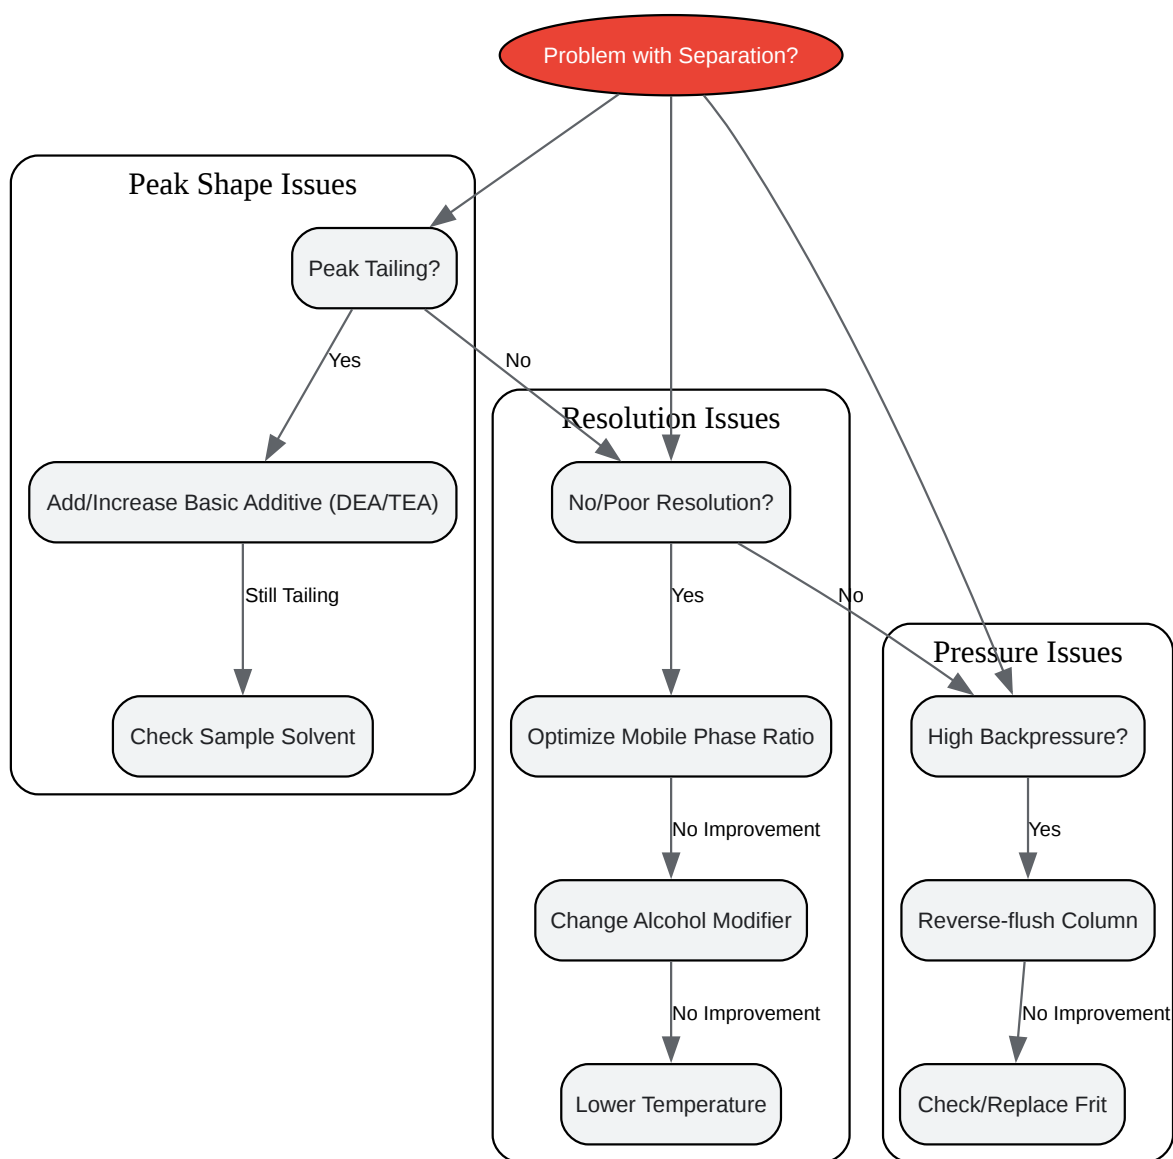 Problem with Separation?
Peak Shape Issues
Peak Tailing?
Yes
No
Add/Increase Basic Additive (DEA/TEA)
Still Tailing
Check Sample Solvent
Resolution Issues
No/Poor Resolution?
Yes
No
Optimize Mobile Phase Ratio
No Improvement
Change Alcohol Modifier
No Improvement
Lower Temperature
Pressure Issues
High Backpressure?
Yes
Reverse-flush Column
No Improvement
Check/Replace Frit